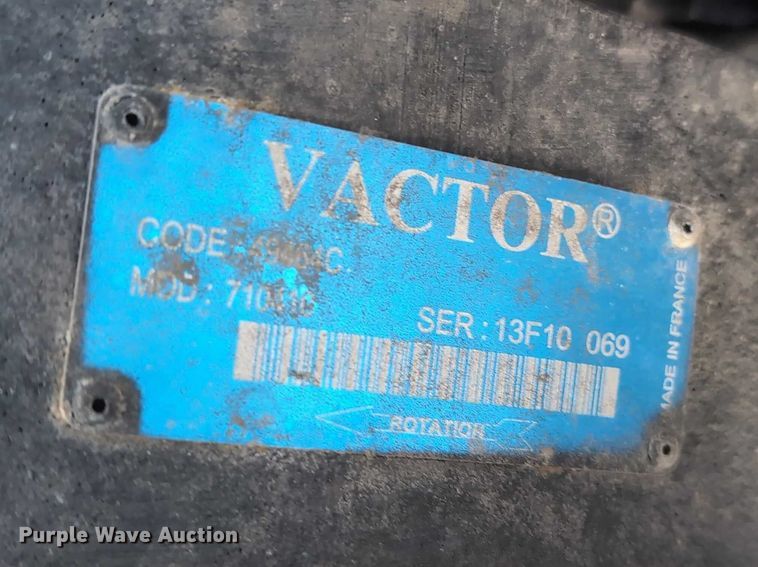 VACTOR®
CODE:
MOD :
SER : 13F10 069
ROTATION
MADE IN FRANCE
Purple Wave Auction